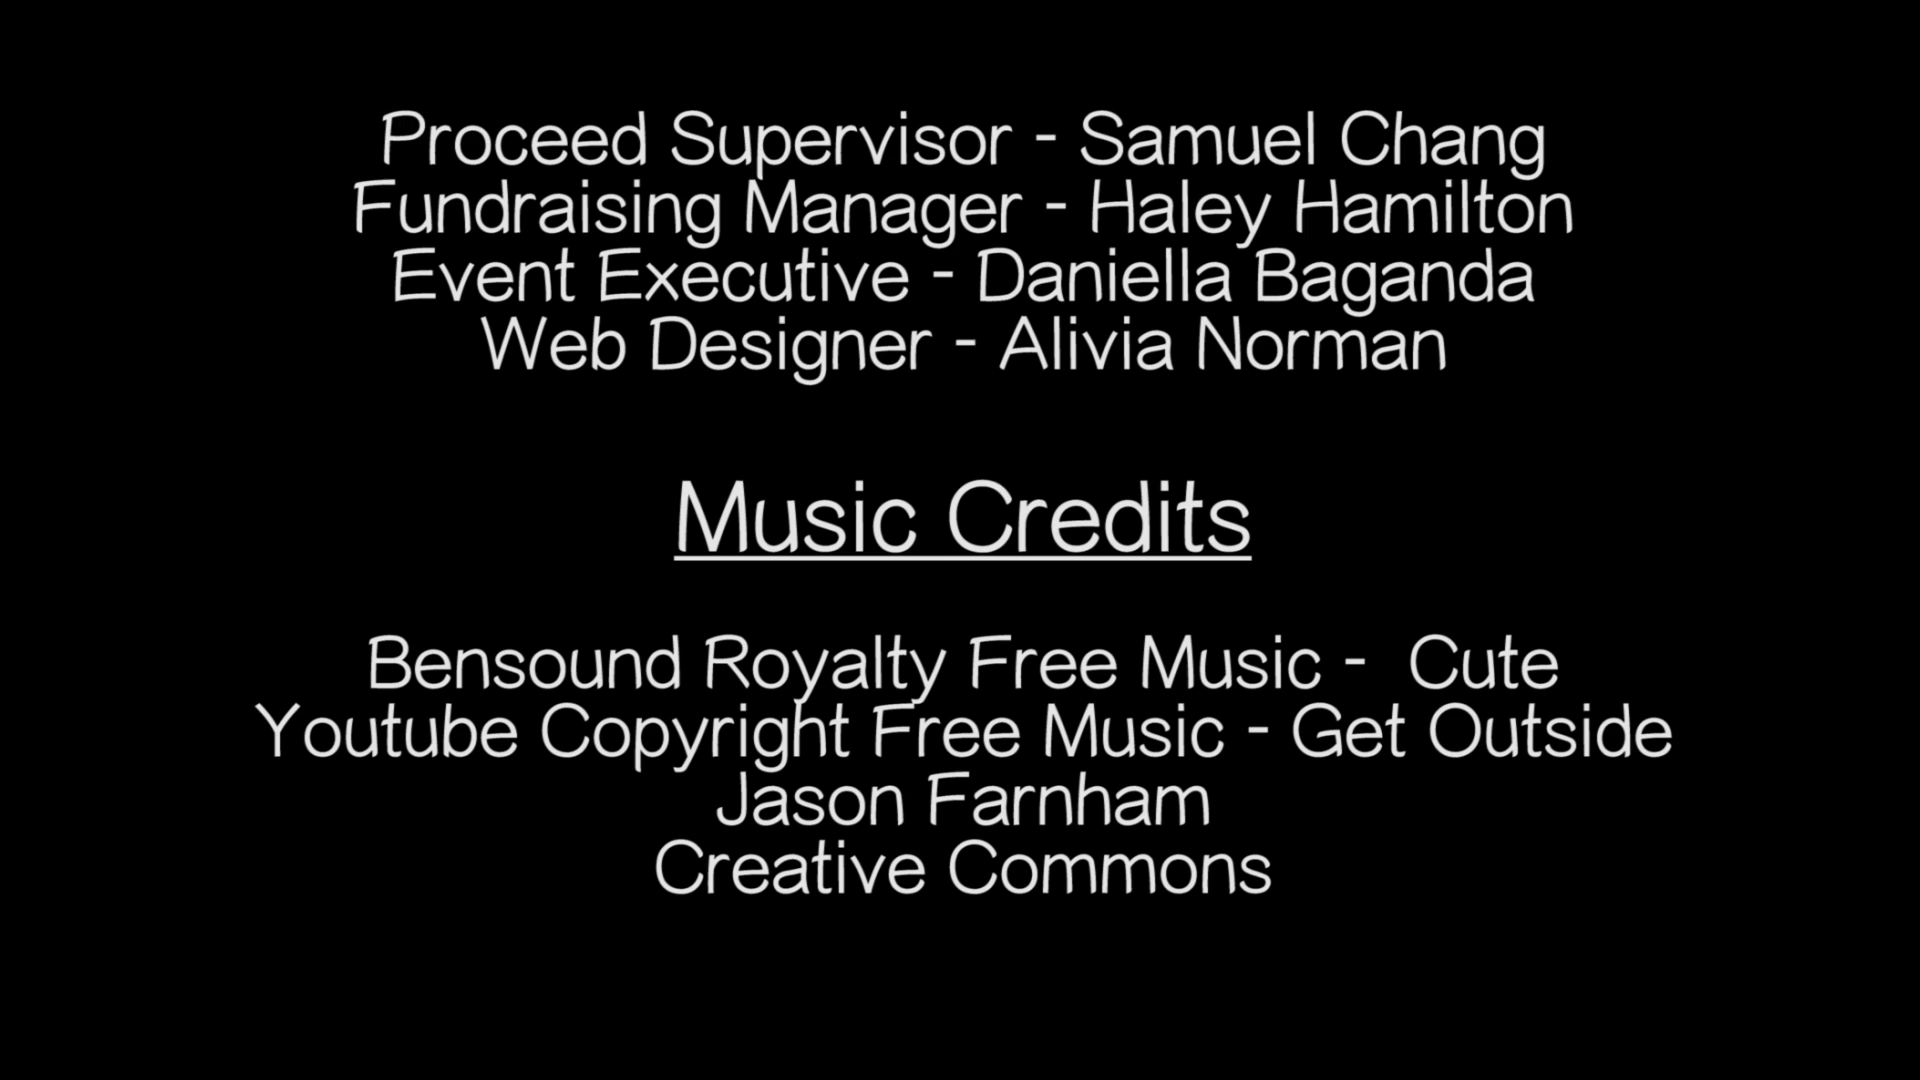 Proceed Supervisor - Samuel Chang
Fundraising Manager - Haley Hamilton
Event Executive - Daniella Baganda
Web Designer - Alivia Norman
Music Credits
Bensound Royalty Free Music -  Cute
Youtube Copyright Free Music - Get Outside
Jason Farnham
Creative Commons